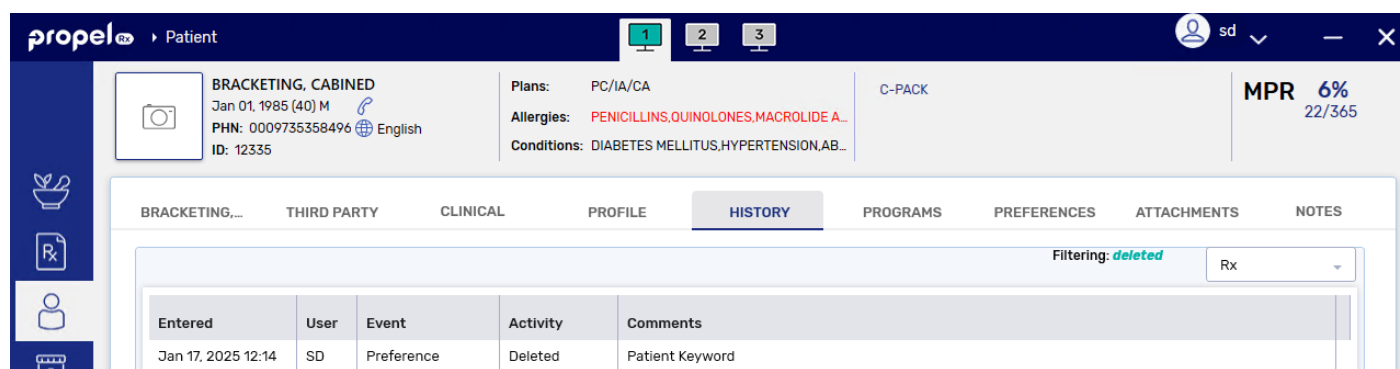 propel Rx › Patient
1 2 3
sd
BRACKETING, CABINED
Jan 01, 1985 (40) M
PHN: 0009735358496 English
ID: 12335
Plans: PC/IA/CA
Allergies: PENICILLINS,QUINOLONES,MACROLIDE A...
Conditions: DIABETES MELLITUS,HYPERTENSION,AB...
C-PACK
MPR 6%
22/365
BRACKETING,... THIRD PARTY CLINICAL PROFILE HISTORY PROGRAMS PREFERENCES ATTACHMENTS NOTES
Filtering: deleted Rx
Entered User Event Activity Comments
Jan 17, 2025 12:14 SD Preference Deleted Patient Keyword
Rx